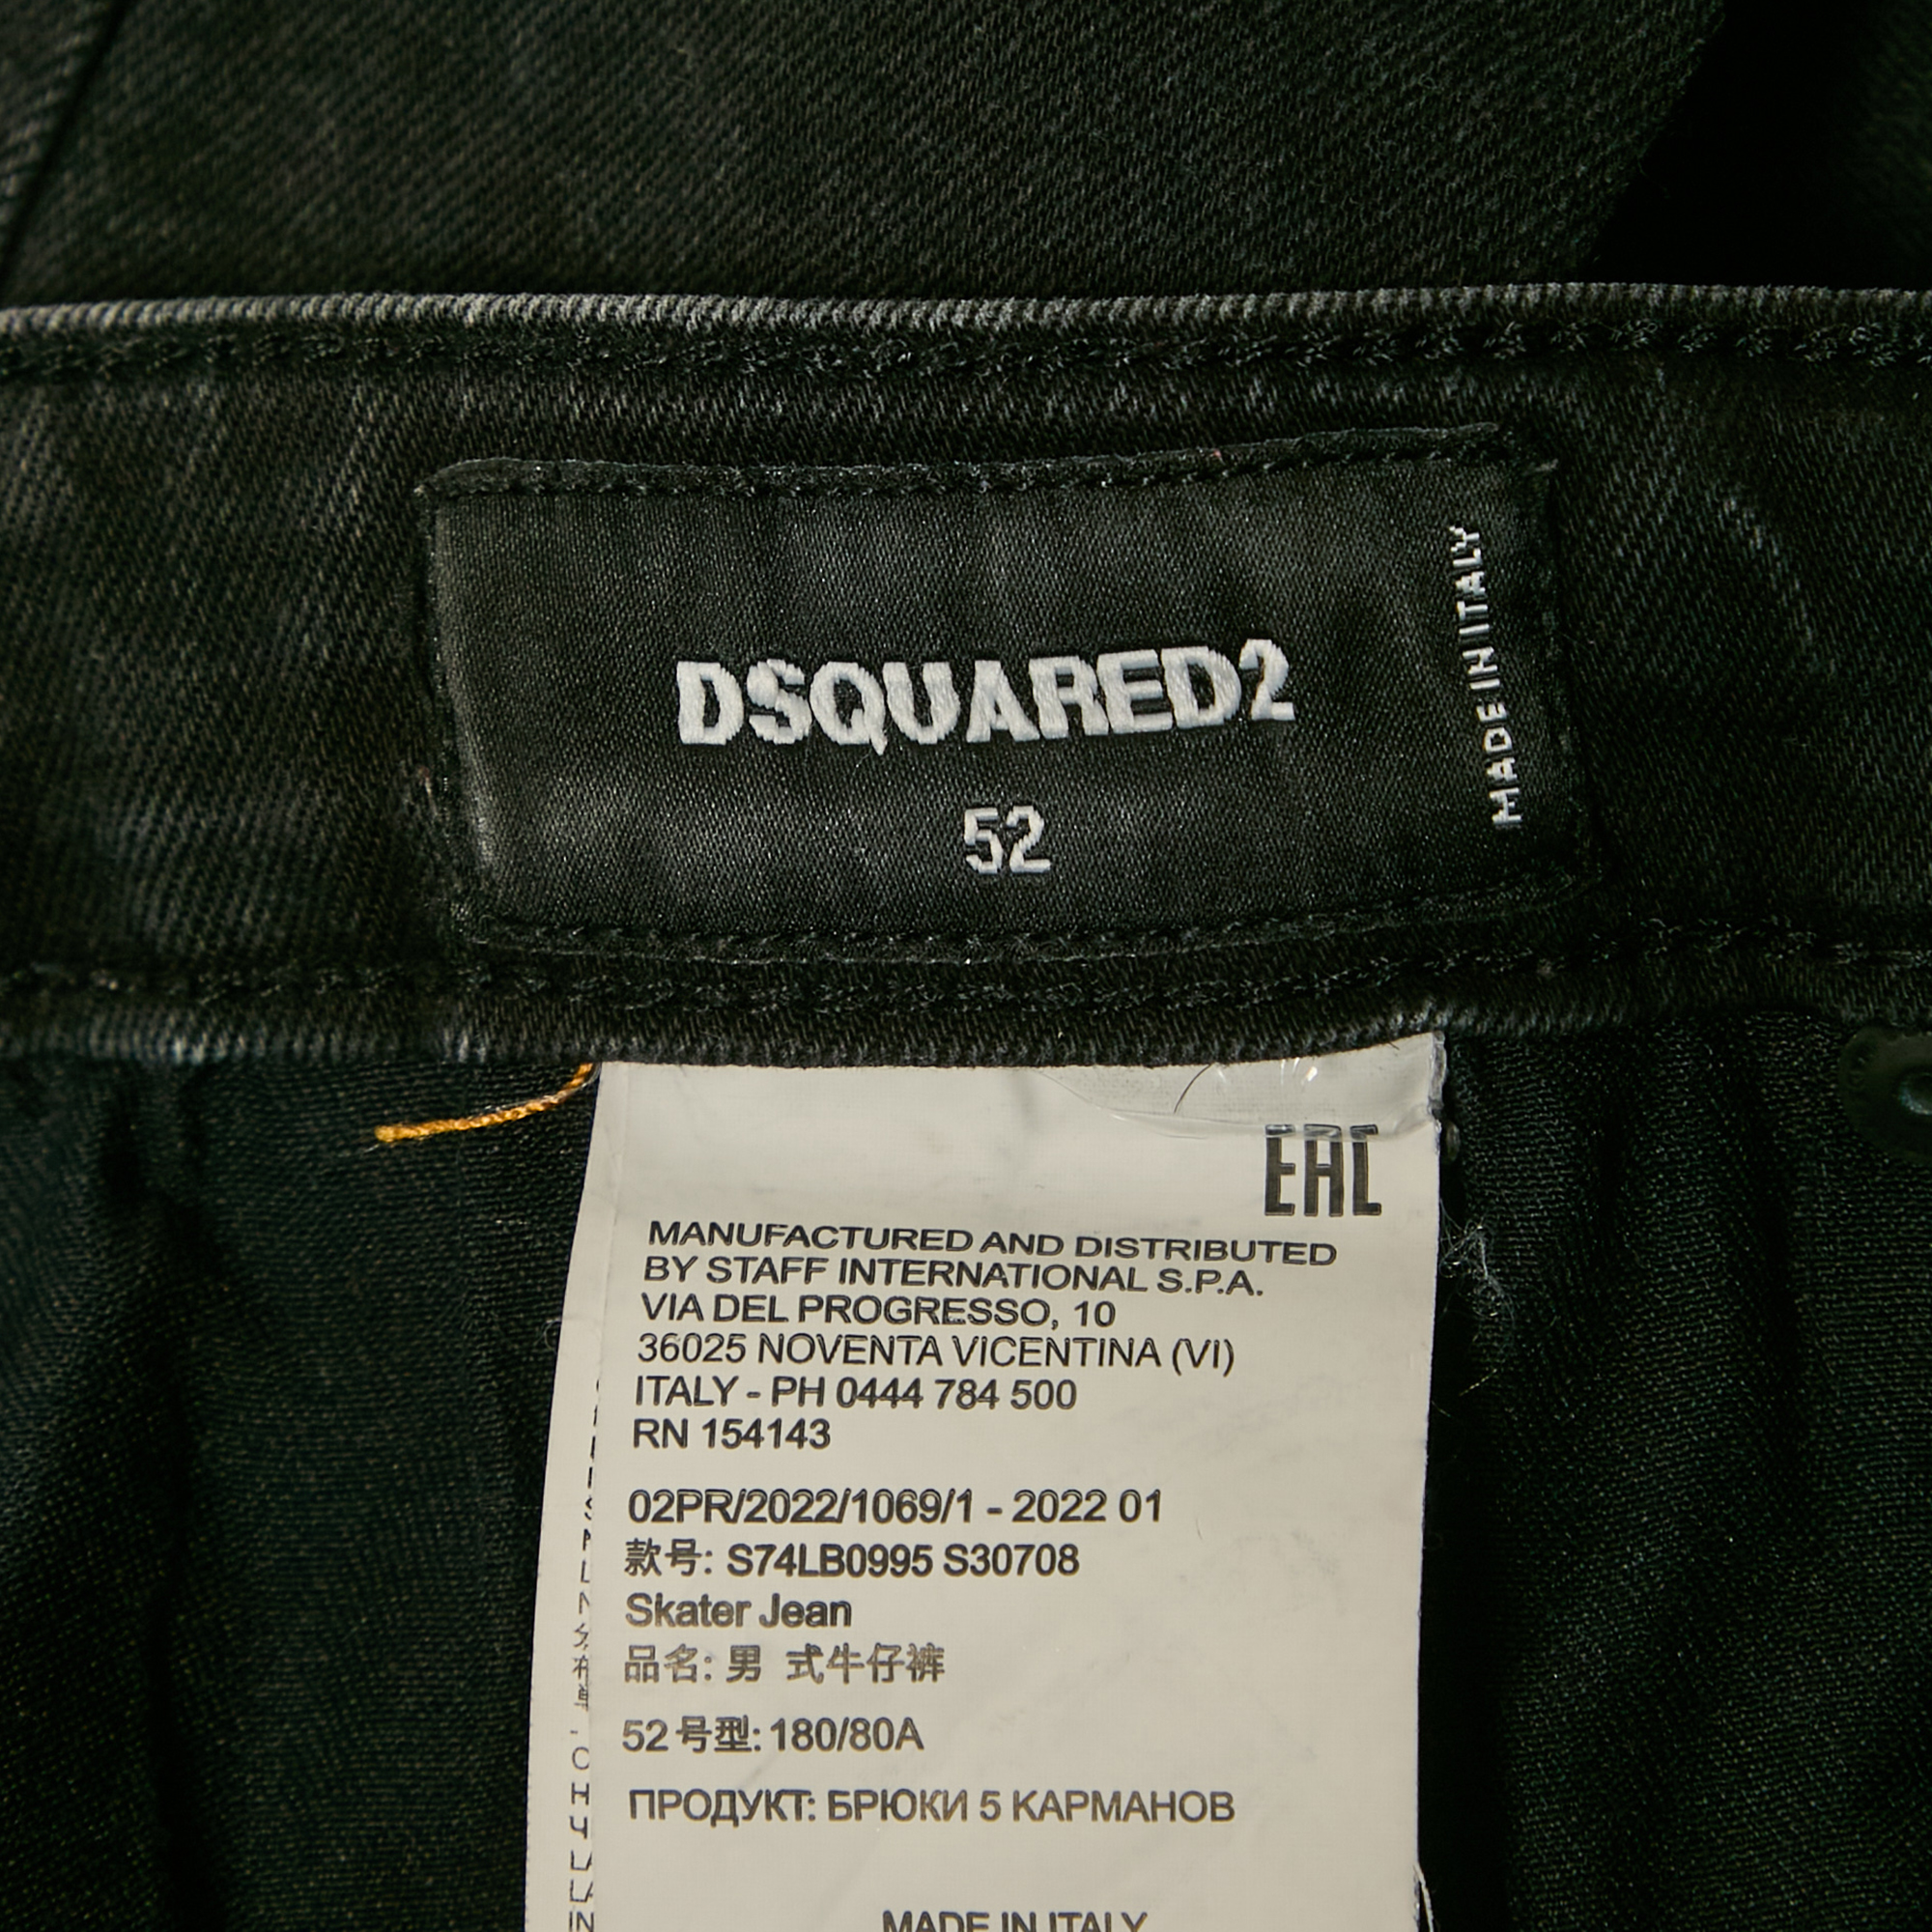 DSQUARED2
52
MADE IN ITALY
EAC
MANUFACTURED AND DISTRIBUTED
BY STAFF INTERNATIONAL S.P.A.
VIA DEL PROGRESSO, 10
36025 NOVENTA VICENTINA (VI)
ITALY - PH 0444 784 500
RN 154143
02PR/2022/1069/1 - 2022 01
款号: S74LB0995 S30708
Skater Jean
品名: 男 式牛仔裤
52 号型: 180/80A
ПРОДУКТ: БРЮКИ 5 КАРМАНОВ
MADE IN ITALY